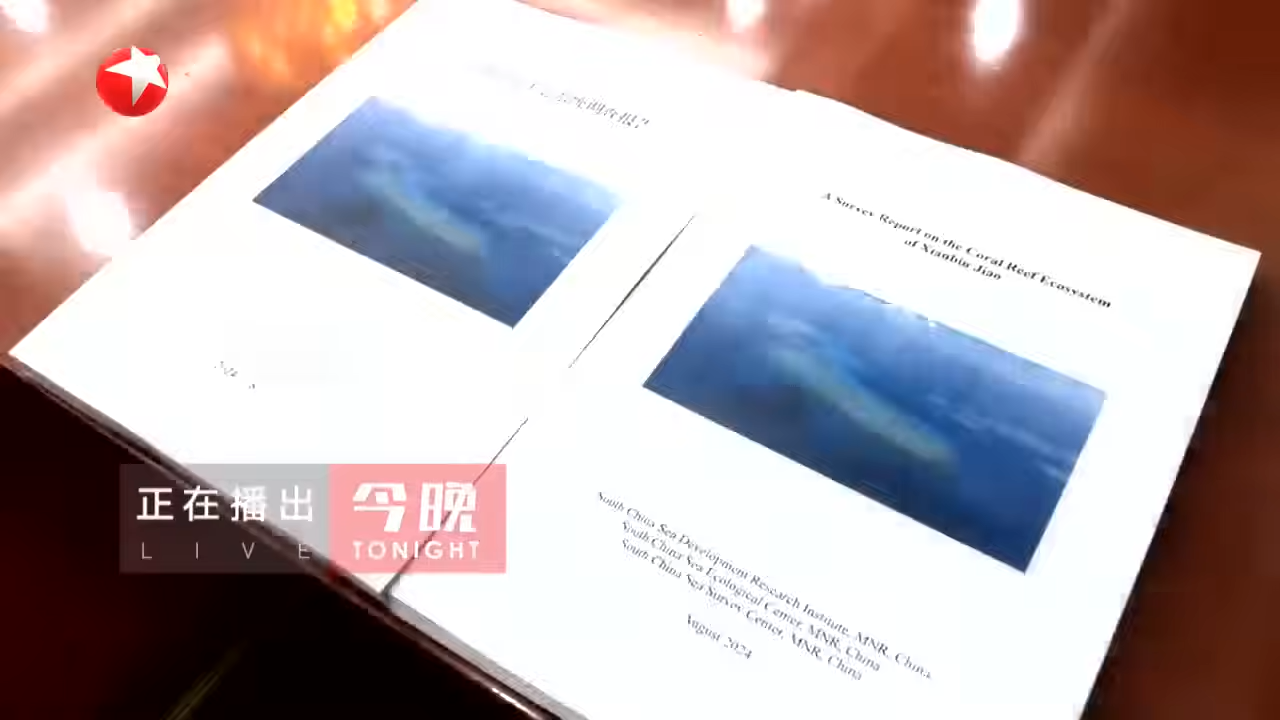 A Survey Report on the Coral Reef Ecosystem
of Xianbin Jiao
South China Sea Development Research Institute, MNR, China
South China Sea Ecological Center, MNR, China
South China Sea Survey Center, MNR, China
August 2024
正在播出
LIVE
今晚
TONIGHT